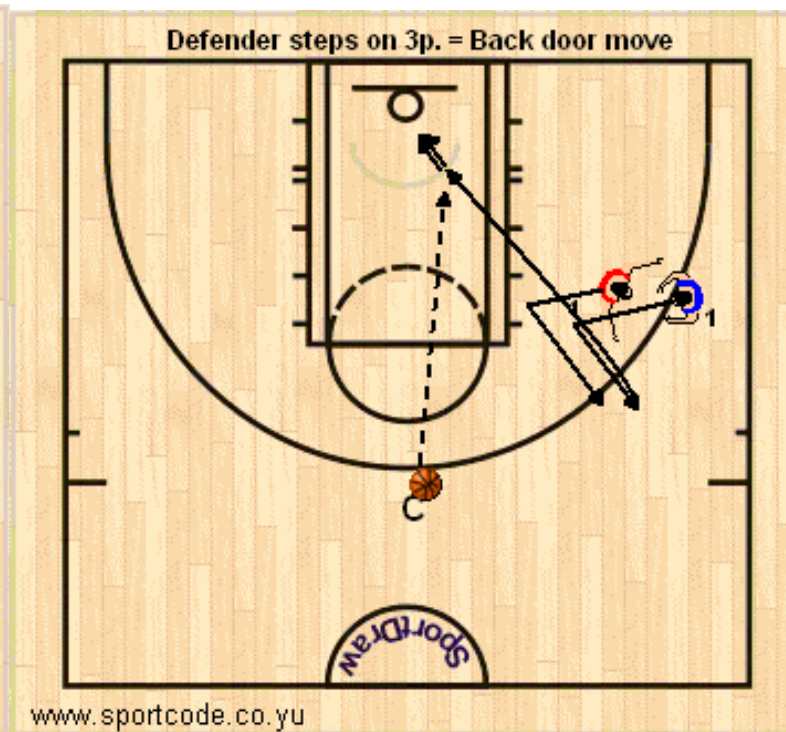 Defender steps on 3p. = Back door move
1
C
SportDraw
www.sportcode.co.yu